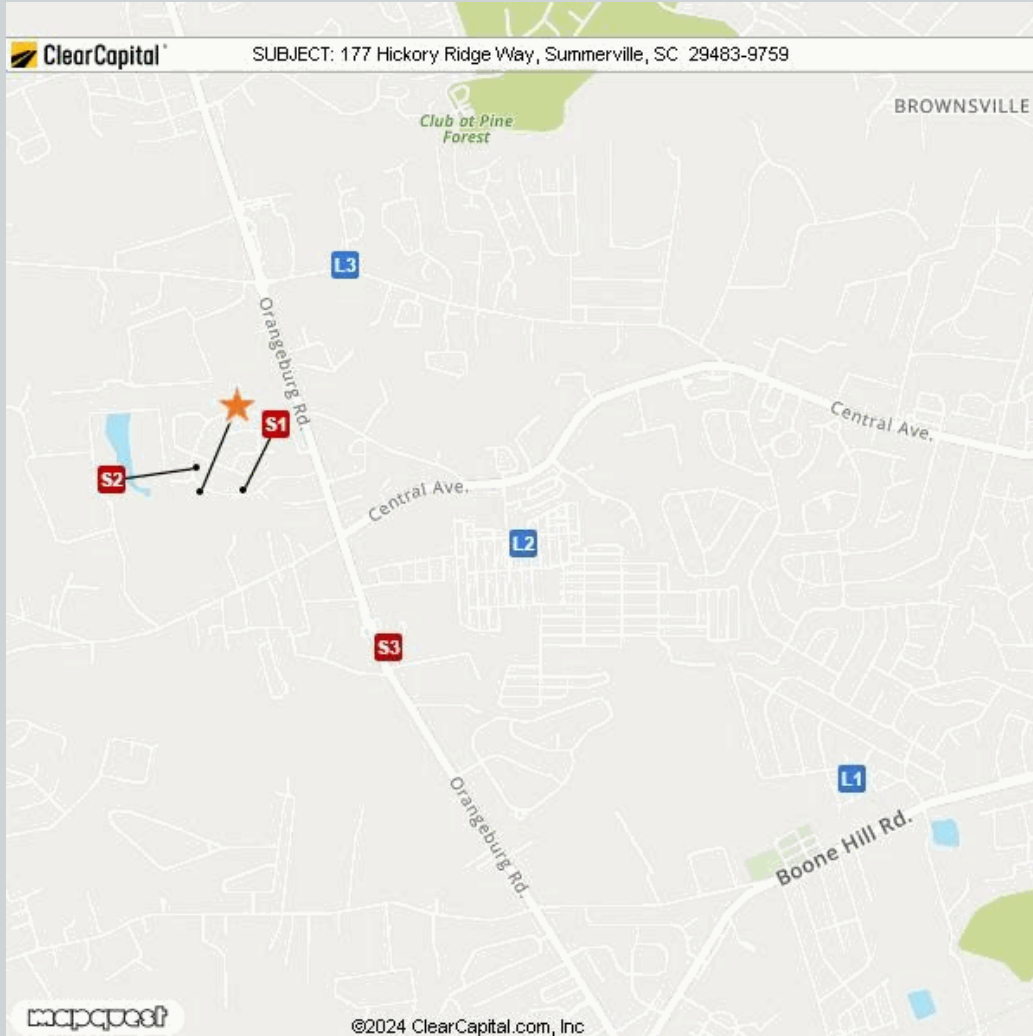 ClearCapital
SUBJECT: 177 Hickory Ridge Way, Summerville, SC 29483-9759
BROWNSVILLE
Club at Pine
Forest
L3
Orangeburg Rd.
S1
Central Ave.
S2
Central Ave.
L2
S3
L1
Orangeburg Rd.
Boone Hill Rd.
mapquest
©2024 ClearCapital.com, Inc